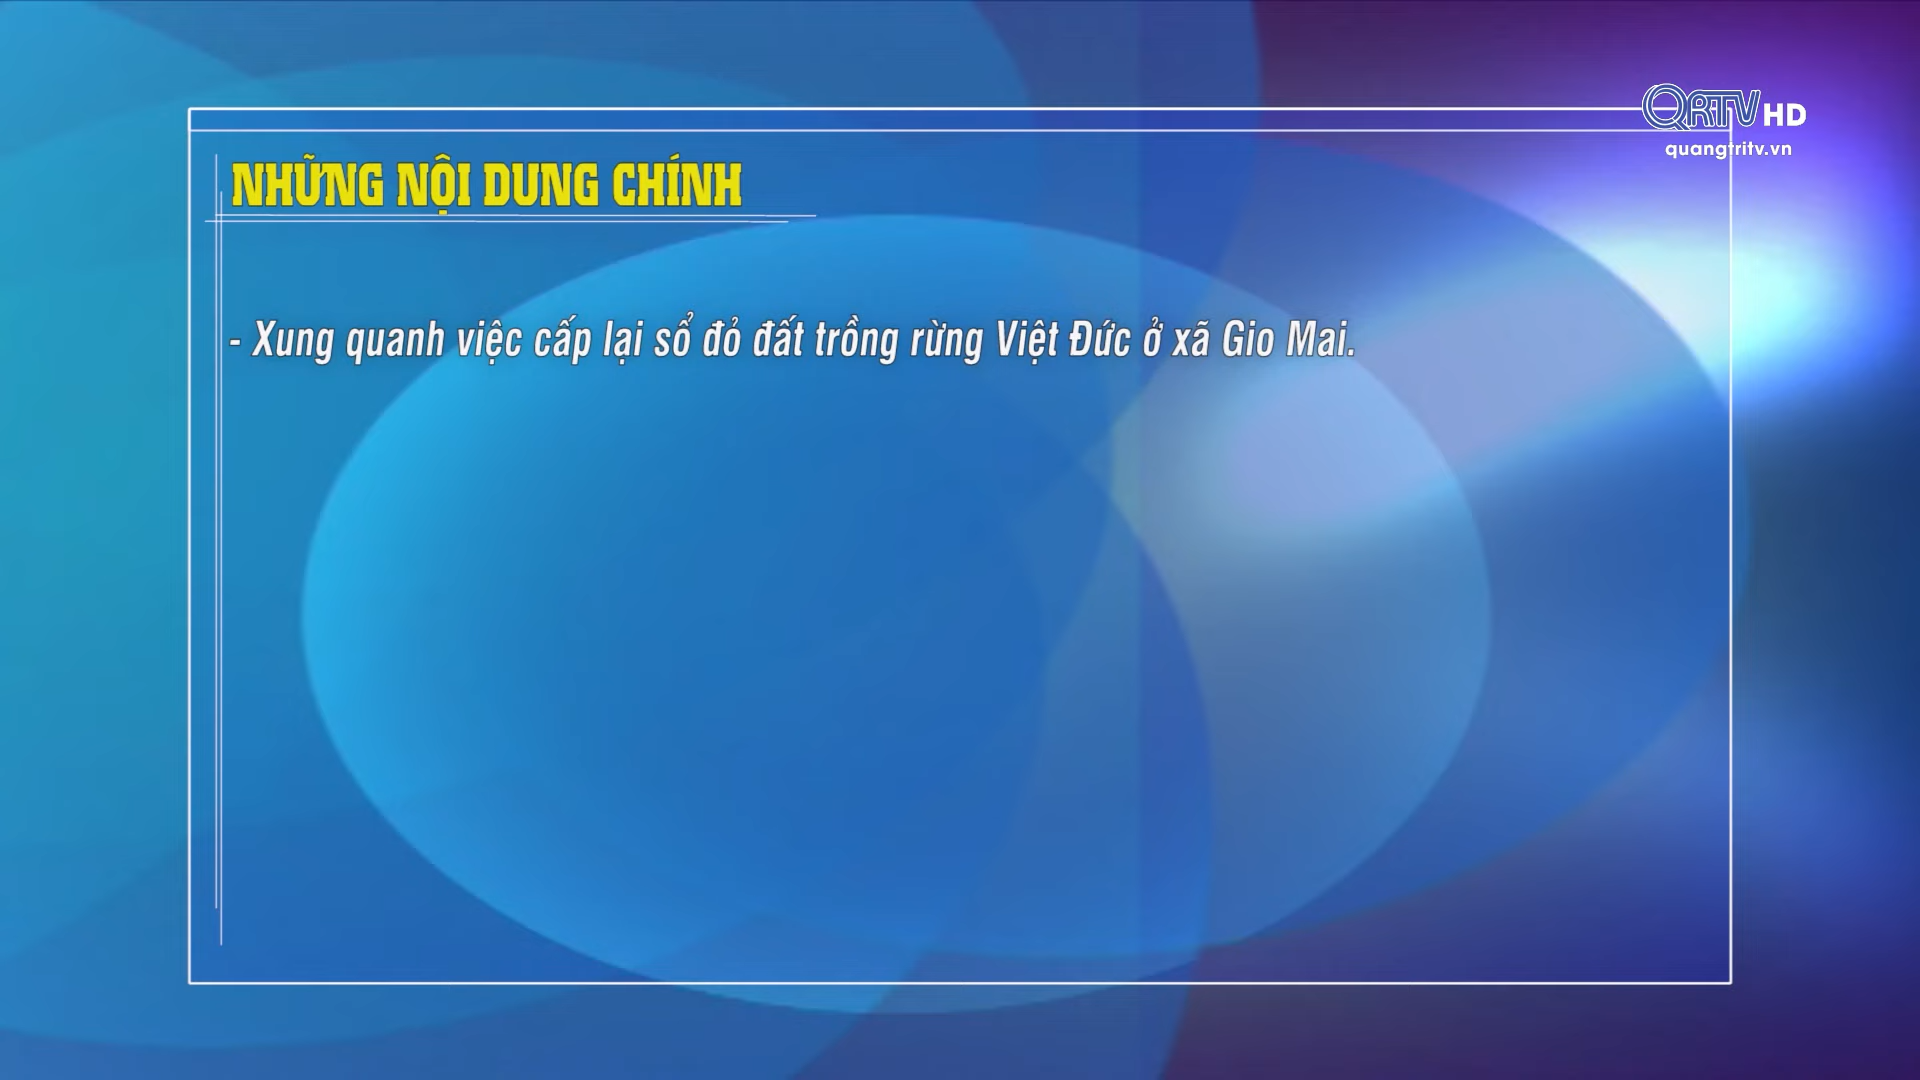 QRTV HD
quangtritv.vn
NHỮNG NỘI DUNG CHÍNH
- Xung quanh việc cấp lại sổ đỏ đất trồng rừng Việt Đức ở xã Gio Mai.